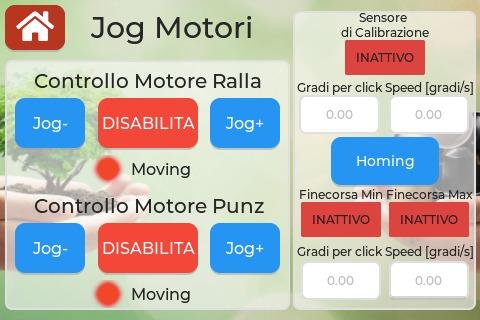 Jog Motori
Controllo Motore Ralla
Jog-
DISABILITA
Jog+
Moving
Controllo Motore Punz
Jog-
DISABILITA
Jog+
Moving
Sensore
di Calibrazione
INATTIVO
Gradi per click Speed [gradi/s]
0.00 0.00
Homing
Finecorsa Min Finecorsa Max
INATTIVO INATTIVO
Gradi per click Speed [gradi/s]
0.00 0.00